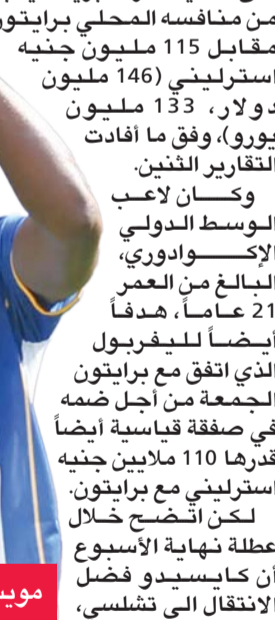 من منافسه المحلي برايتون
مقابل 115 مليون جنيه
استرليني (146 مليون
دولار، 133 مليون
يورو)، وفق ما أفادت
التقارير الثنين.
وكان لاعب
الوسط الدولي
الإكوادوري،
البالغ من العمر
21 عاماً، هدفاً
أيضاً لليفربول
الذي اتفق مع برايتون
الجمعة من أجل ضمه
في صفقة قياسية أيضاً
قدرها 110 ملايين جنيه
استرليني مع برايتون.
لكن اتضح خلال
عطلة نهاية الأسبوع
أن كايسيدو فضل
الانتقال الى تشلسي،